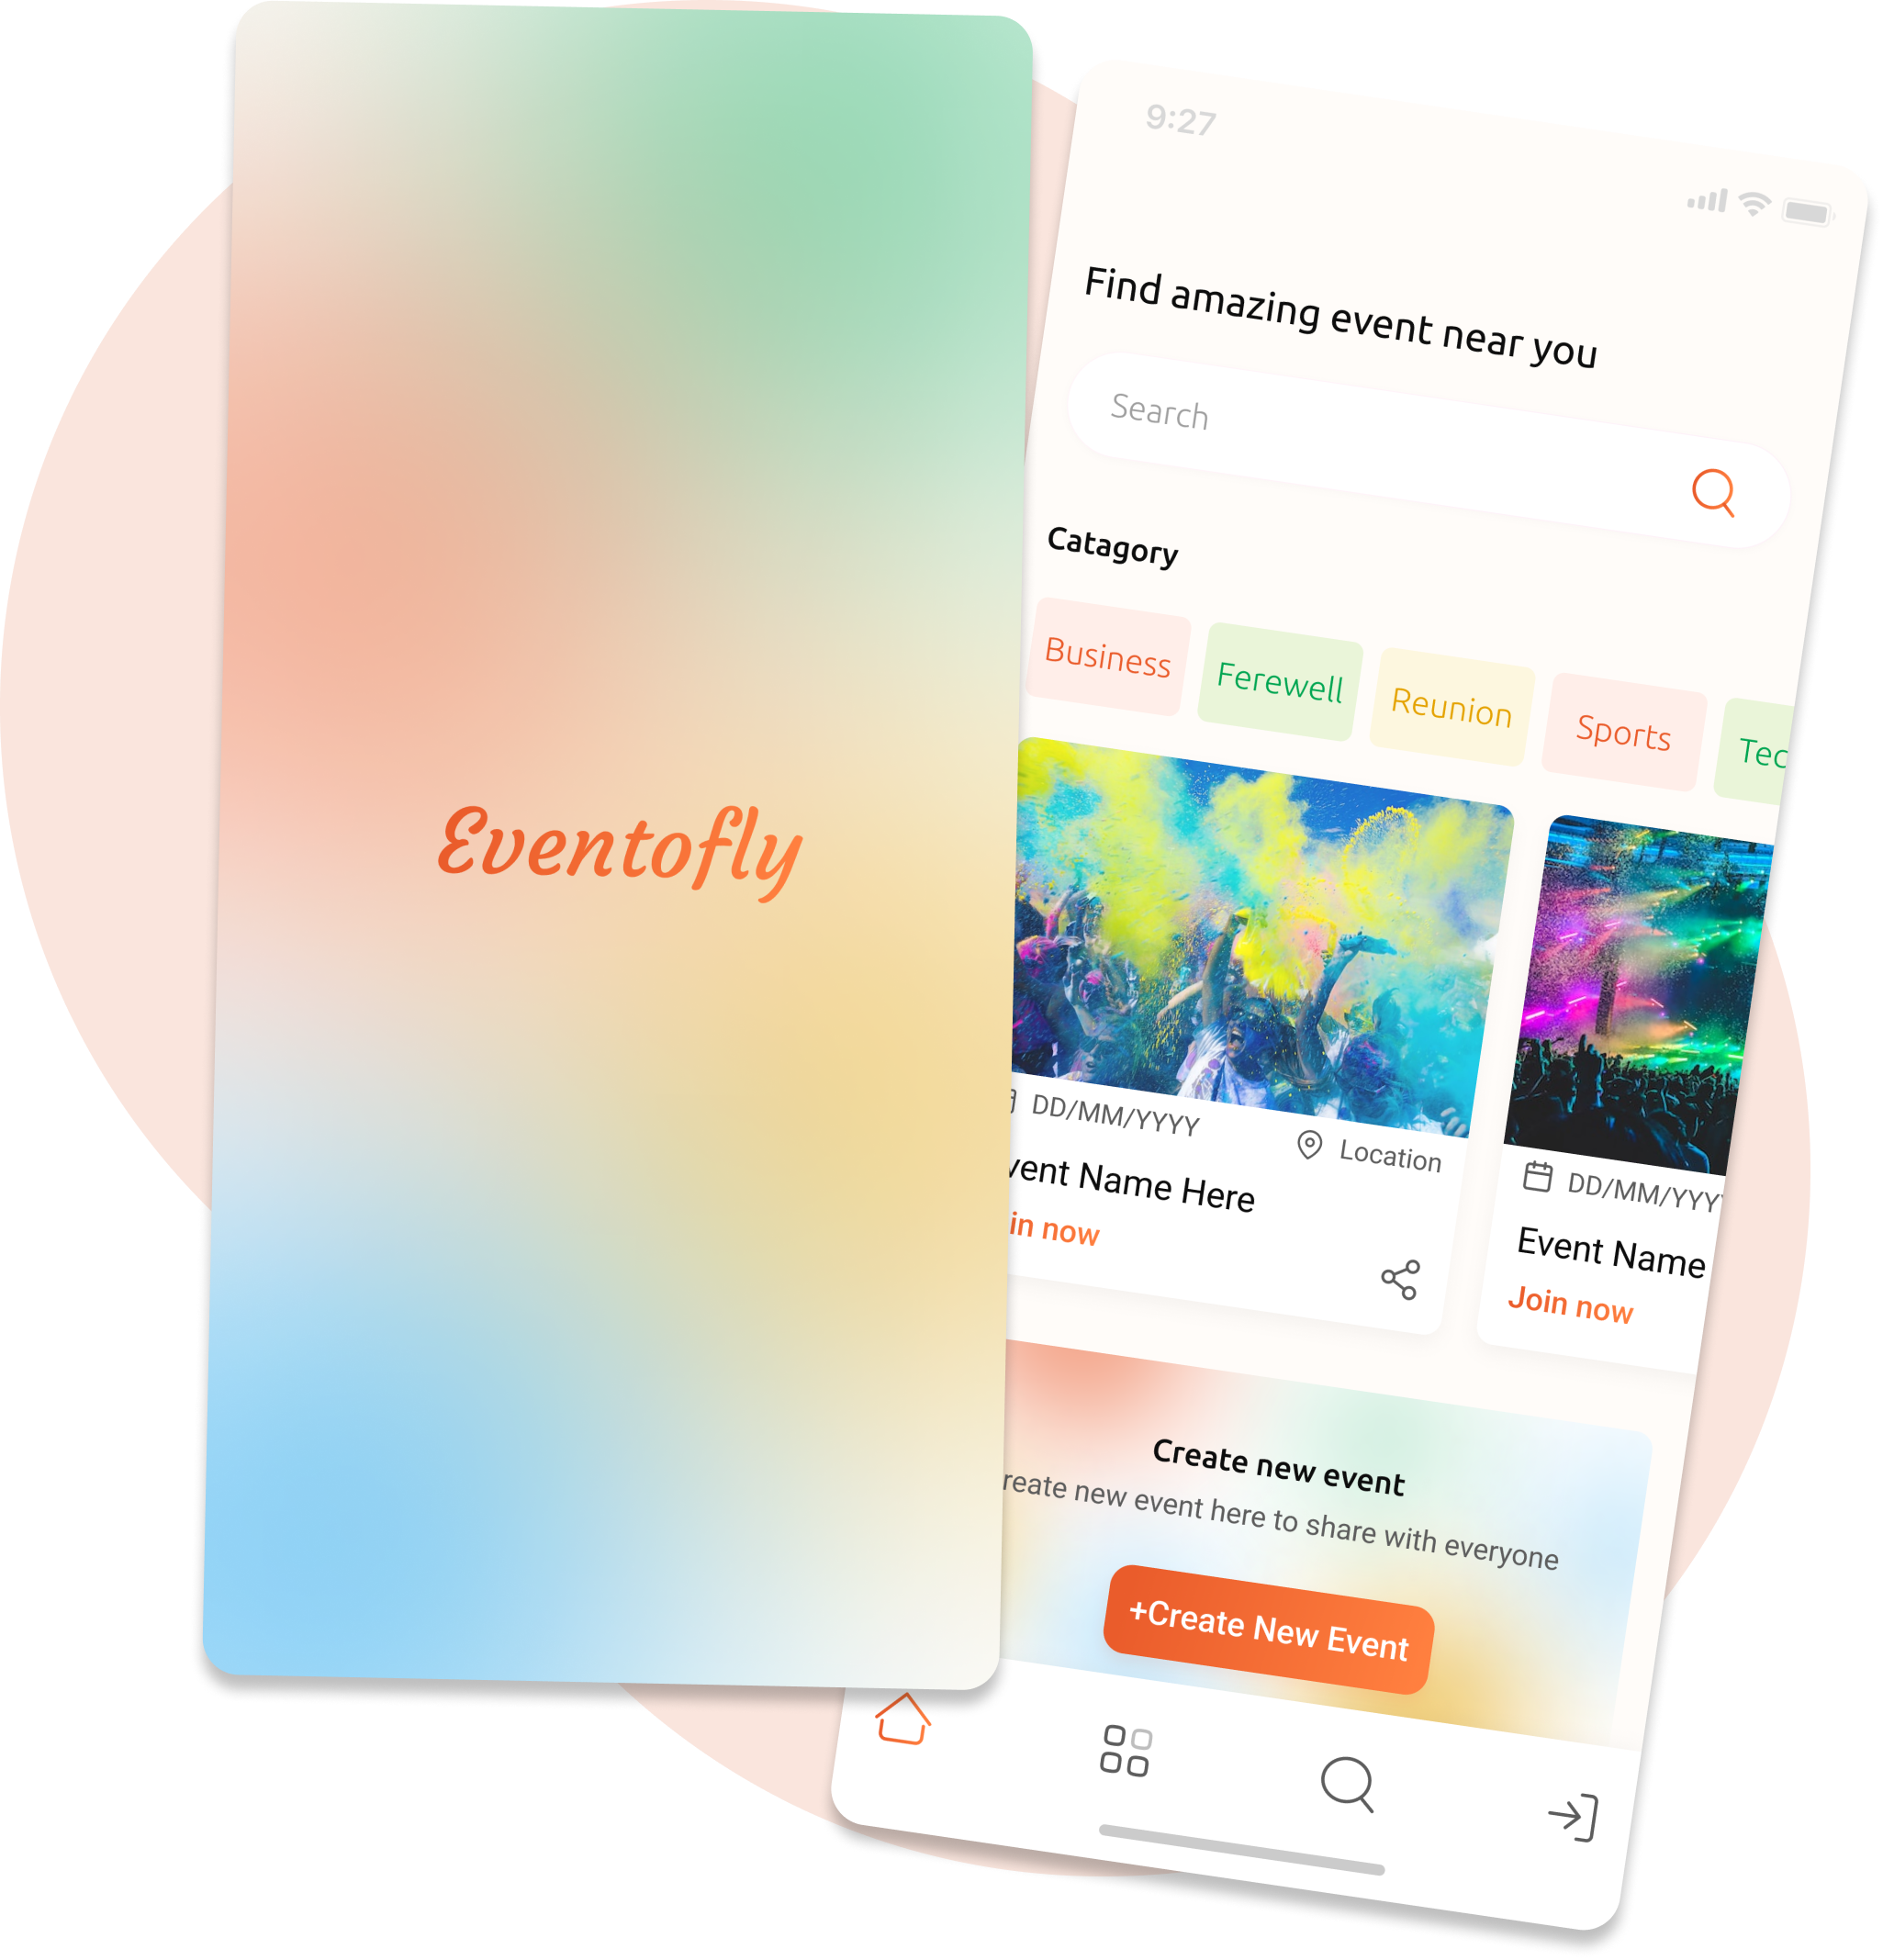 Eventofly
9:27
Find amazing event near you
Search
Catagory
Business
Ferewell
Reunion
Sports
Tec
DD/MM/YYYY
Location
vent Name Here
in now
DD/MM/YYYY
Event Name
Join now
Create new event
reate new event here to share with everyone
+Create New Event